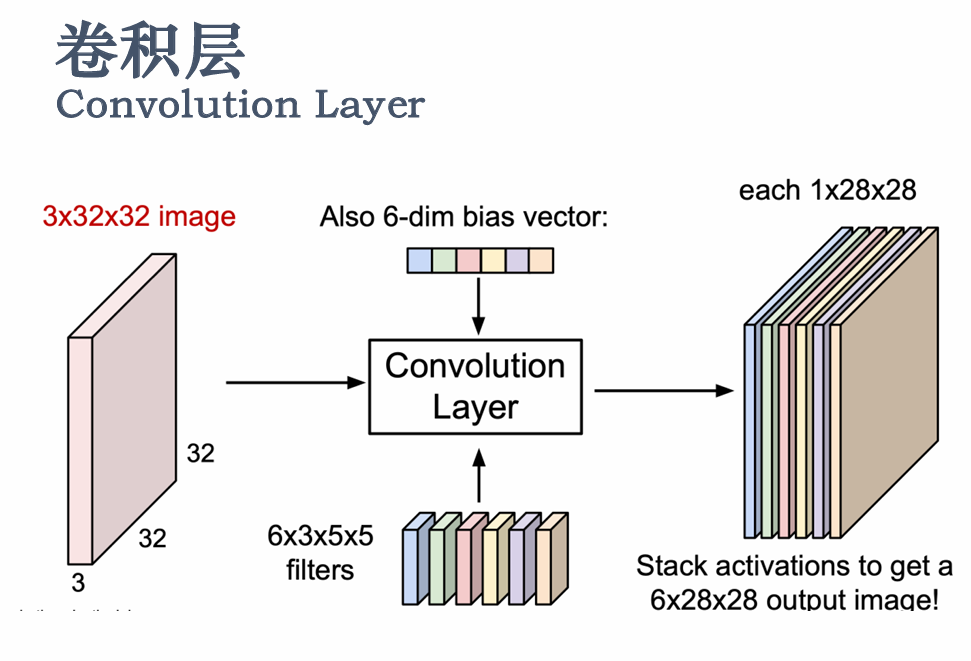 卷积层
Convolution Layer
each 1x28x28
3x32x32 image
Also 6-dim bias vector:
Convolution
Layer
32
32
3
6x3x5x5
filters
Stack activations to get a
6x28x28 output image!